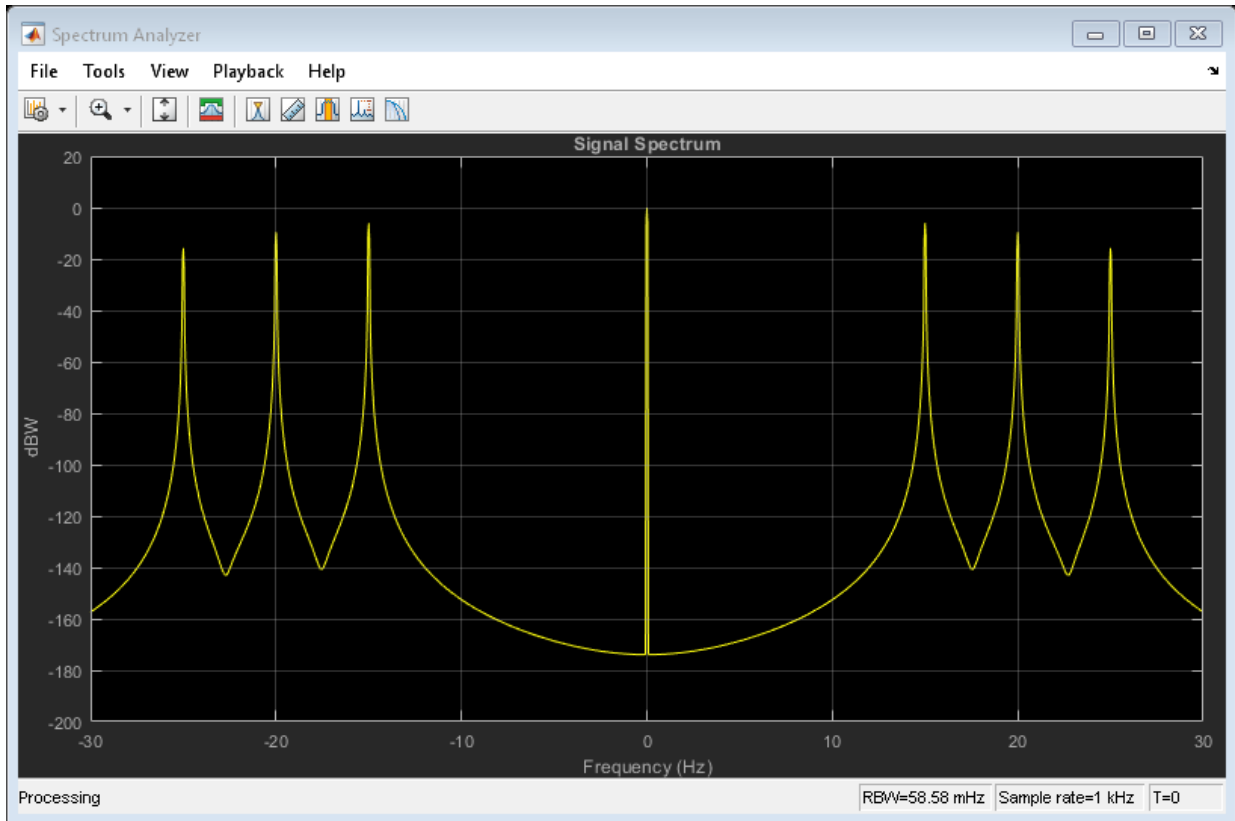 Spectrum Analyzer
File Tools View Playback Help
Signal Spectrum
20
0
-20
-40
-60
-80
-100
-120
-140
-160
-180
-200
dBW
-30 -20 -10 0 10 20 30
Frequency (Hz)
Processing RBW=58.58 mHz Sample rate=1 kHz T=0